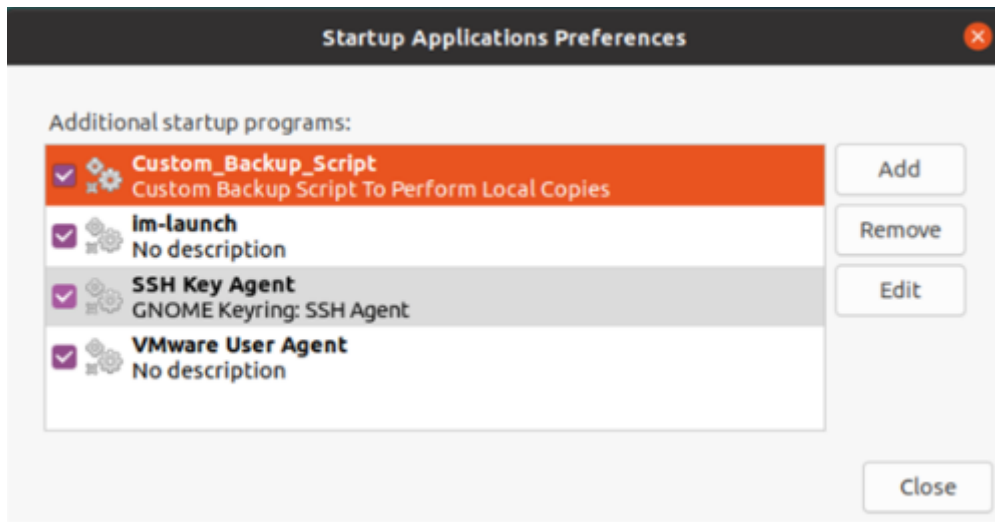 Startup Applications Preferences
Additional startup programs:
Custom_Backup_Script
Custom Backup Script To Perform Local Copies
im-launch
No description
SSH Key Agent
GNOME Keyring: SSH Agent
VMware User Agent
No description
Add
Remove
Edit
Close